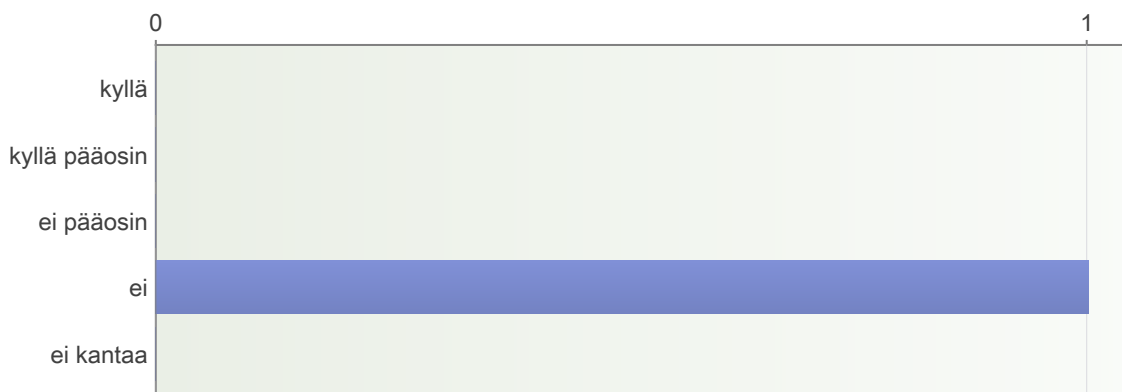 0 1
kyllä
kyllä pääosin
ei pääosin
ei
ei kantaa